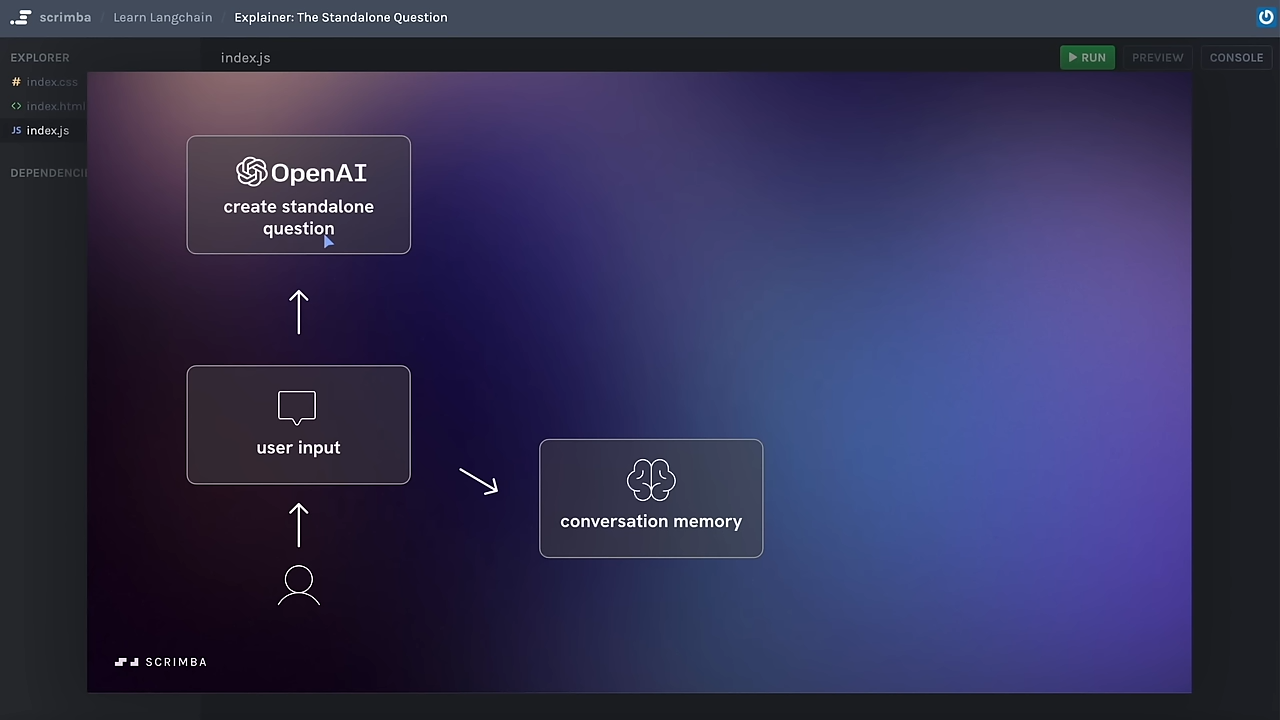 scrimba / Learn Langchain / Explainer: The Standalone Question
EXPLORER
index.js
RUN
PREVIEW
CONSOLE
# index.css
<> index.html
JS index.js
DEPENDENCI
OpenAI
create standalone
question
user input
conversation memory
SCRIMBA